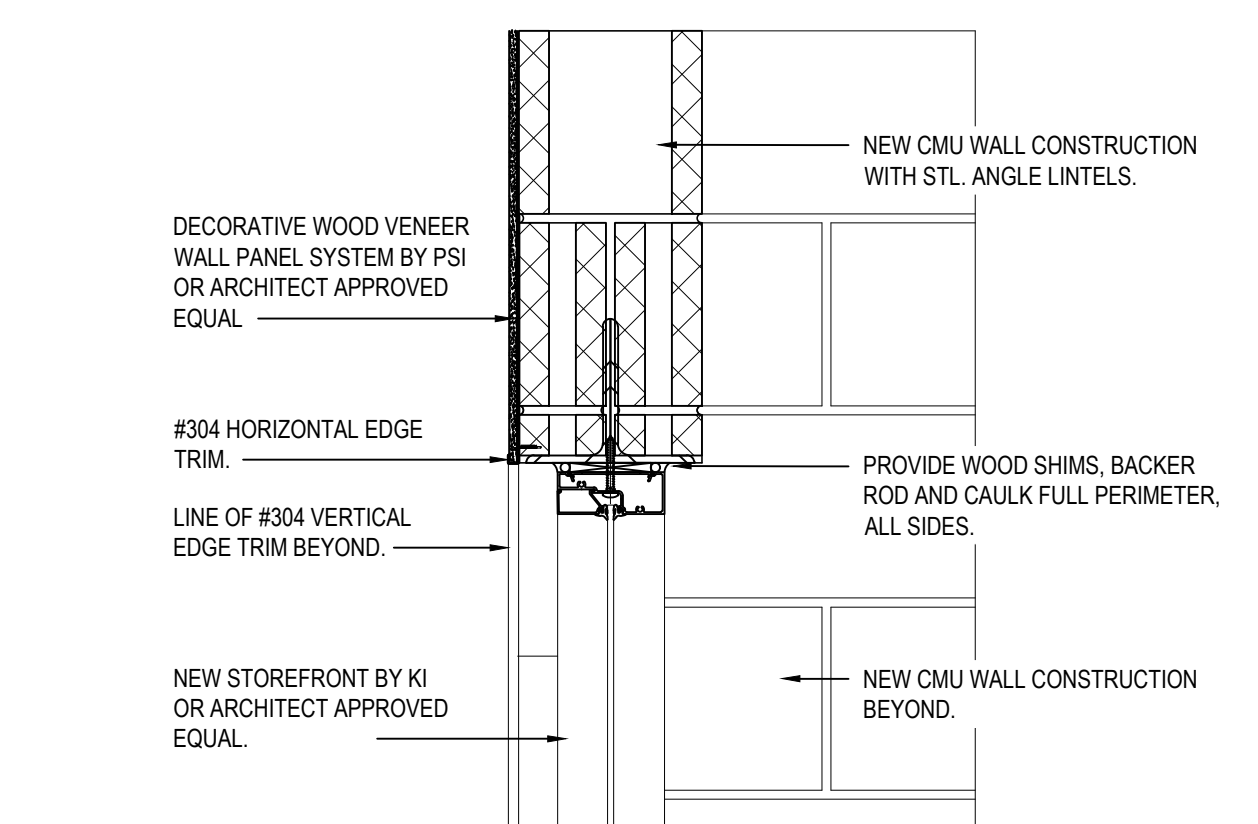 NEW CMU WALL CONSTRUCTION
WITH STL. ANGLE LINTELS.
DECORATIVE WOOD VENEER
WALL PANEL SYSTEM BY PSI
OR ARCHITECT APPROVED
EQUAL
#304 HORIZONTAL EDGE
TRIM.
PROVIDE WOOD SHIMS, BACKER
ROD AND CAULK FULL PERIMETER,
ALL SIDES.
LINE OF #304 VERTICAL
EDGE TRIM BEYOND.
NEW STOREFRONT BY KI
OR ARCHITECT APPROVED
EQUAL.
NEW CMU WALL CONSTRUCTION
BEYOND.